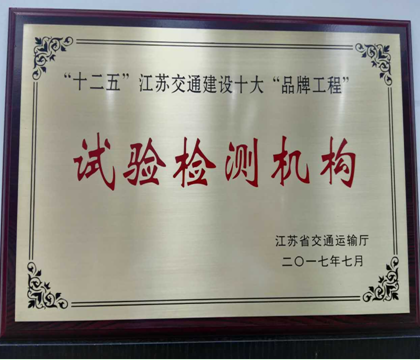 “十二五”江苏交通建设十大“品牌工程”
试验检测机构
江苏省交通运输厅
二〇一七年七月